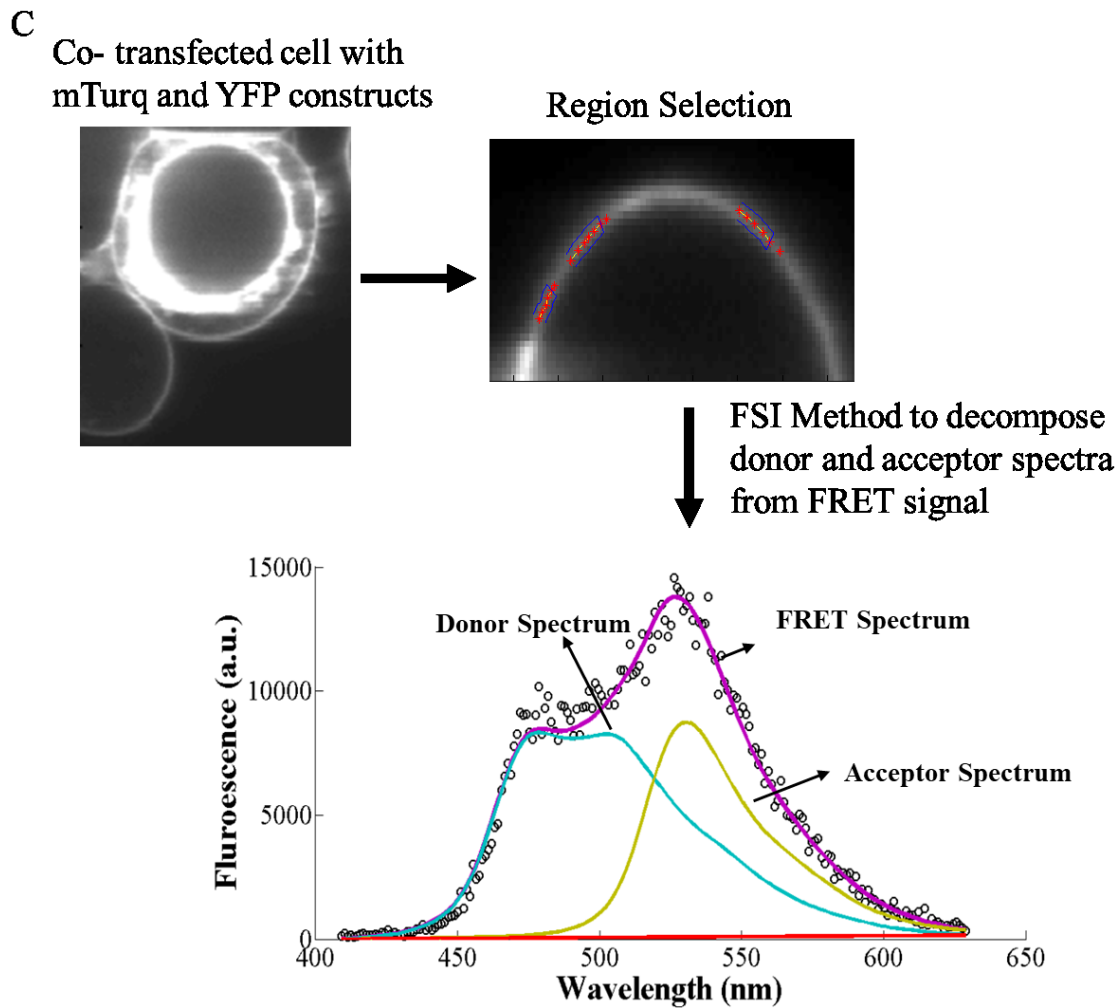 C
Co- transfected cell with
mTurq and YFP constructs
Region Selection
FSI Method to decompose
donor and acceptor spectra
from FRET signal
15000
10000
5000
0
Fluroescence (a.u.)
Donor Spectrum
FRET Spectrum
Acceptor Spectrum
400
450
500
550
600
650
Wavelength (nm)